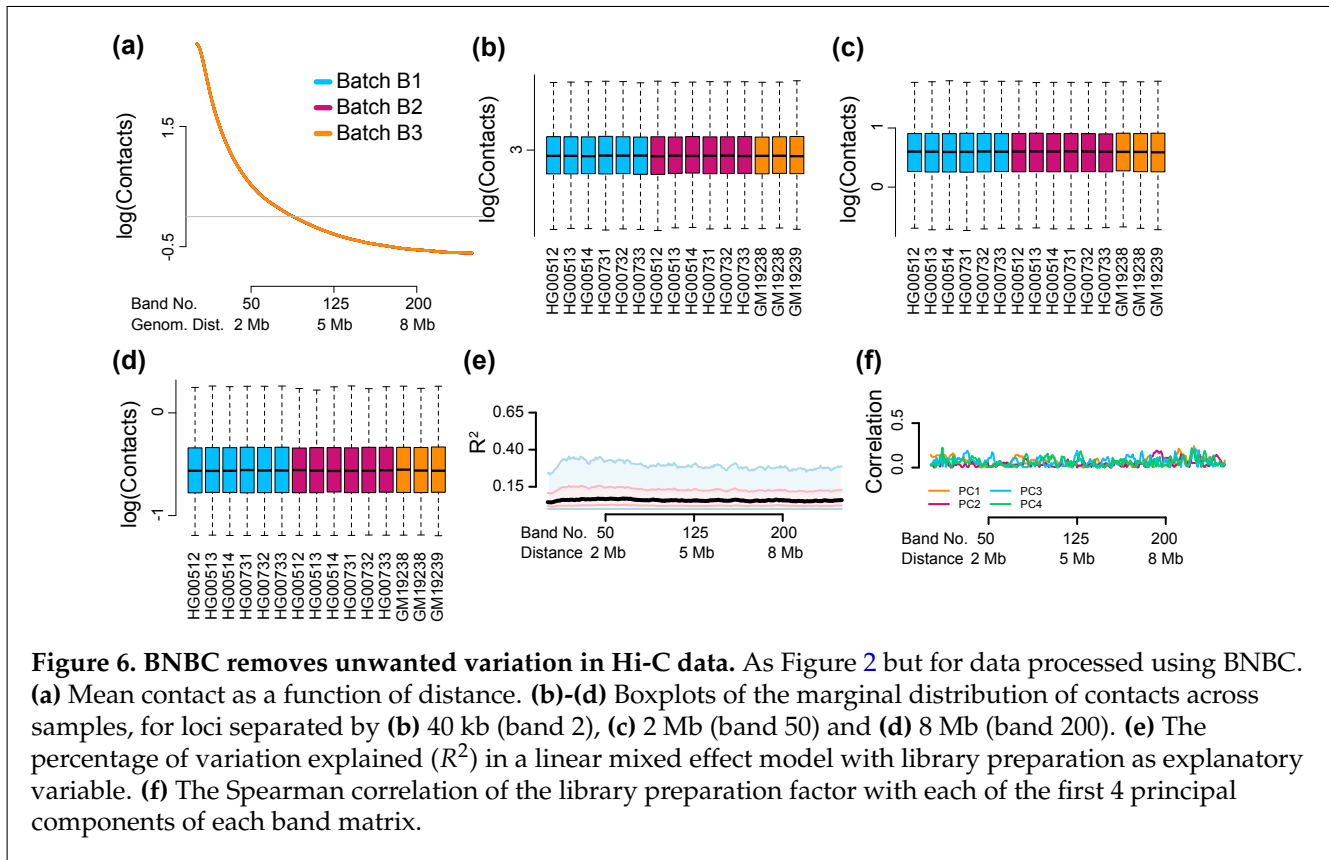 (a)
log(Contacts)
1.5
-0.5
Batch B1
Batch B2
Batch B3
Band No. 50 125 200
Genom. Dist. 2 Mb 5 Mb 8 Mb
(b)
log(Contacts)
3
HG00512
HG00513
HG00514
HG00731
HG00732
HG00733
HG00512
HG00513
HG00514
HG00731
HG00732
HG00733
GM19238
GM19238
GM19239
(c)
log(Contacts)
1
0
HG00512
HG00513
HG00514
HG00731
HG00732
HG00733
HG00512
HG00513
HG00514
HG00731
HG00732
HG00733
GM19238
GM19238
GM19239
(d)
log(Contacts)
0
-1
HG00512
HG00513
HG00514
HG00731
HG00732
HG00733
HG00512
HG00513
HG00514
HG00731
HG00732
HG00733
GM19238
GM19238
GM19239
(e)
R²
0.65
0.40
0.15
Band No. 50 125 200
Distance 2 Mb 5 Mb 8 Mb
(f)
Correlation
0.5
0.0
PC1 PC3
PC2 PC4
Band No. 50 125 200
Distance 2 Mb 5 Mb 8 Mb
Figure 6. BNBC removes unwanted variation in Hi-C data. As Figure 2 but for data processed using BNBC.
(a) Mean contact as a function of distance. (b)-(d) Boxplots of the marginal distribution of contacts across
samples, for loci separated by (b) 40 kb (band 2), (c) 2 Mb (band 50) and (d) 8 Mb (band 200). (e) The
percentage of variation explained (R²) in a linear mixed effect model with library preparation as explanatory
variable. (f) The Spearman correlation of the library preparation factor with each of the first 4 principal
components of each band matrix.